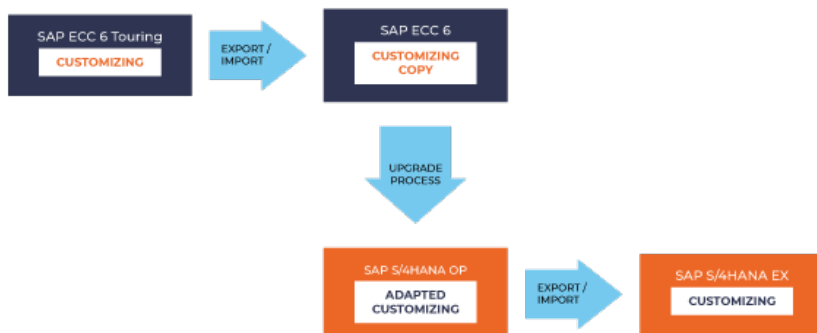 SAP ECC 6 Touring
CUSTOMIZING
EXPORT /
IMPORT
SAP ECC 6
CUSTOMIZING
COPY
UPGRADE
PROCESS
SAP S/4HANA OP
ADAPTED
CUSTOMIZING
EXPORT /
IMPORT
SAP S/4HANA EX
CUSTOMIZING